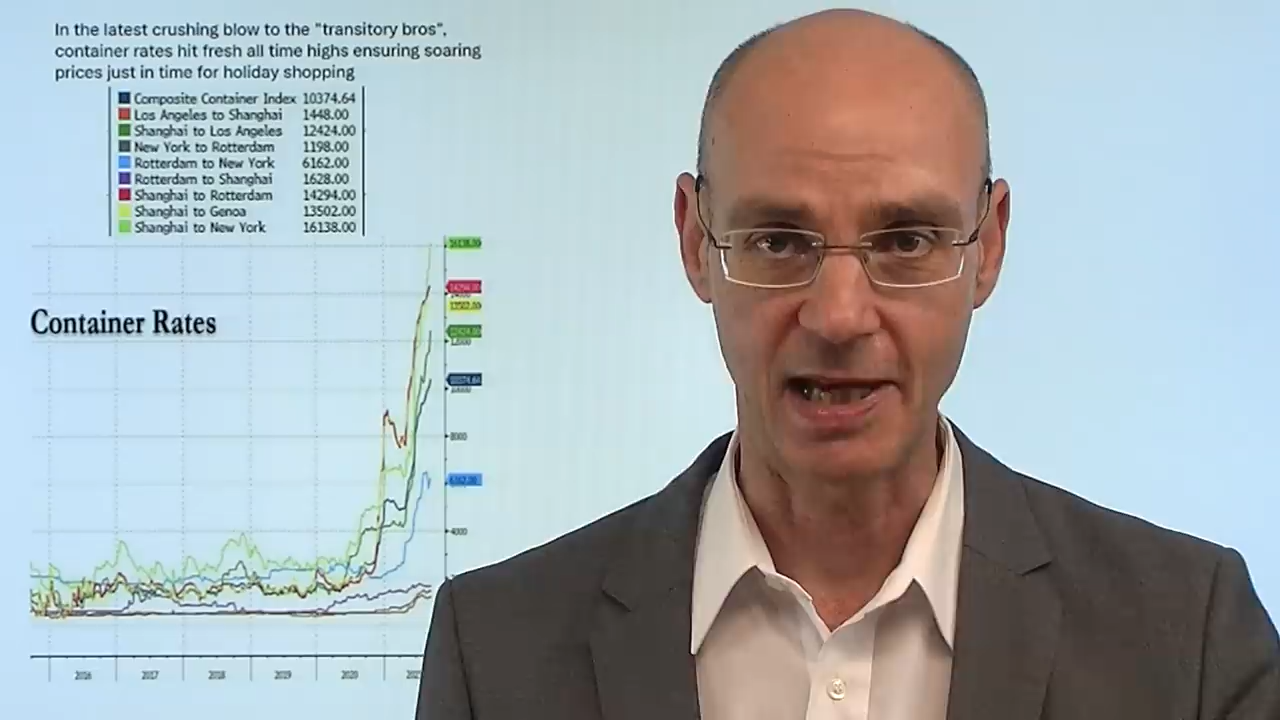 In the latest crushing blow to the "transitory bros",
container rates hit fresh all time highs ensuring soaring
prices just in time for holiday shopping
Composite Container Index 10374.64
Los Angeles to Shanghai 1448.00
Shanghai to Los Angeles 12424.00
New York to Rotterdam 1198.00
Rotterdam to New York 6162.00
Rotterdam to Shanghai 1628.00
Shanghai to Rotterdam 14294.00
Shanghai to Genoa 13502.00
Shanghai to New York 16138.00
16138.00
14294.00
13502.00
Container Rates
12424.00
12000
10374.64
10000
8000
6162.00
4000
2016 2017 2018 2019 2020